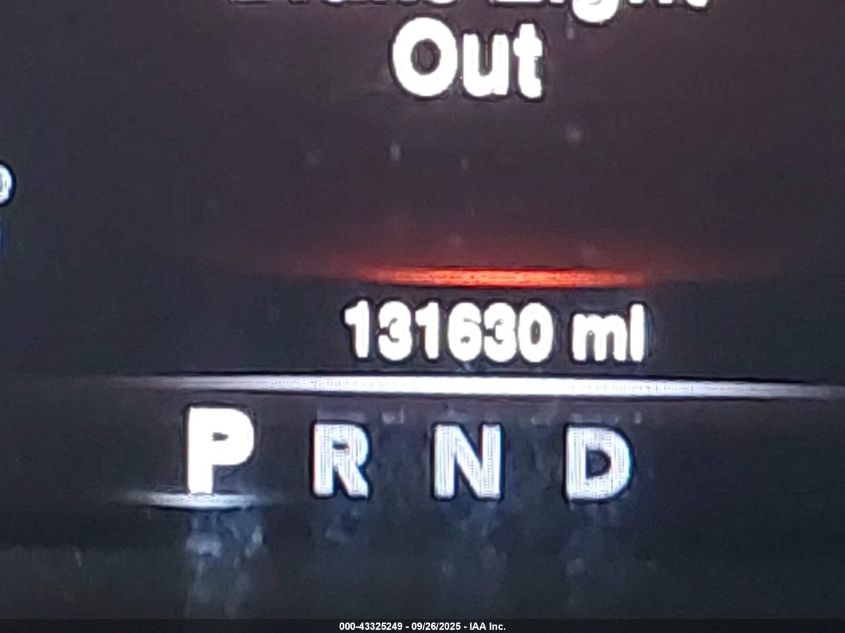 Out
131630 mi
P R N D
000-43325249 - 09/26/2025 - IAA Inc.